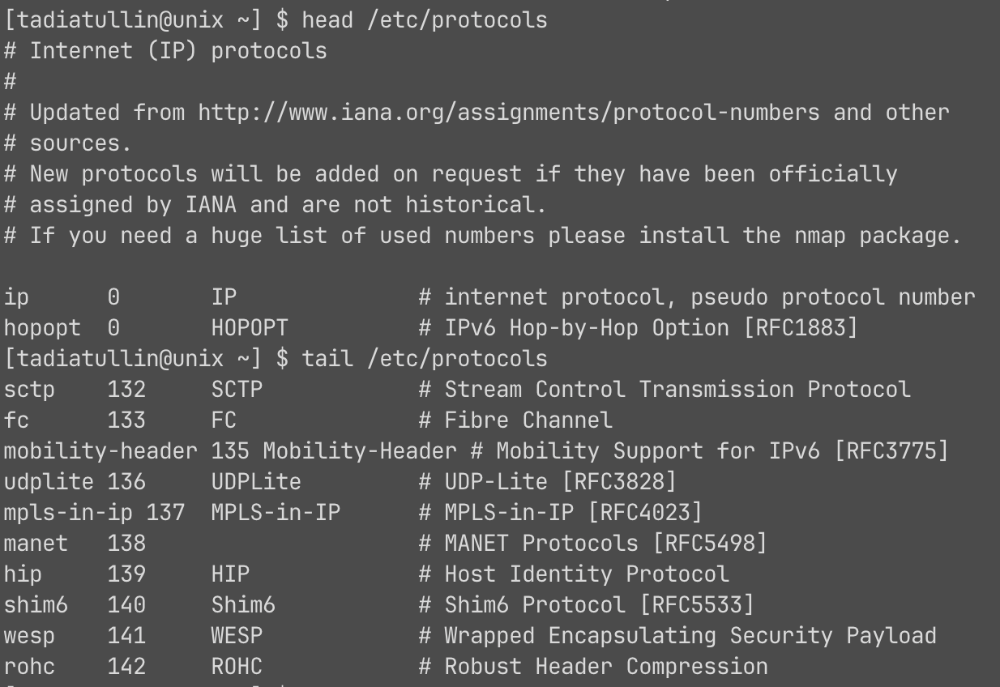 [tadiatullin@unix ~] $ head /etc/protocols
# Internet (IP) protocols
#
# Updated from http://www.iana.org/assignments/protocol-numbers and other
# sources.
# New protocols will be added on request if they have been officially
# assigned by IANA and are not historical.
# If you need a huge list of used numbers please install the nmap package.

ip      0       IP              # internet protocol, pseudo protocol number
hopopt  0       HOPOPT          # IPv6 Hop-by-Hop Option [RFC1883]
[tadiatullin@unix ~] $ tail /etc/protocols
sctp    132     SCTP            # Stream Control Transmission Protocol
fc      133     FC              # Fibre Channel
mobility-header 135 Mobility-Header # Mobility Support for IPv6 [RFC3775]
udplite 136     UDPLite         # UDP-Lite [RFC3828]
mpls-in-ip 137  MPLS-in-IP      # MPLS-in-IP [RFC4023]
manet   138                     # MANET Protocols [RFC5498]
hip     139     HIP             # Host Identity Protocol
shim6   140     Shim6           # Shim6 Protocol [RFC5533]
wesp    141     WESP            # Wrapped Encapsulating Security Payload
rohc    142     ROHC            # Robust Header Compression